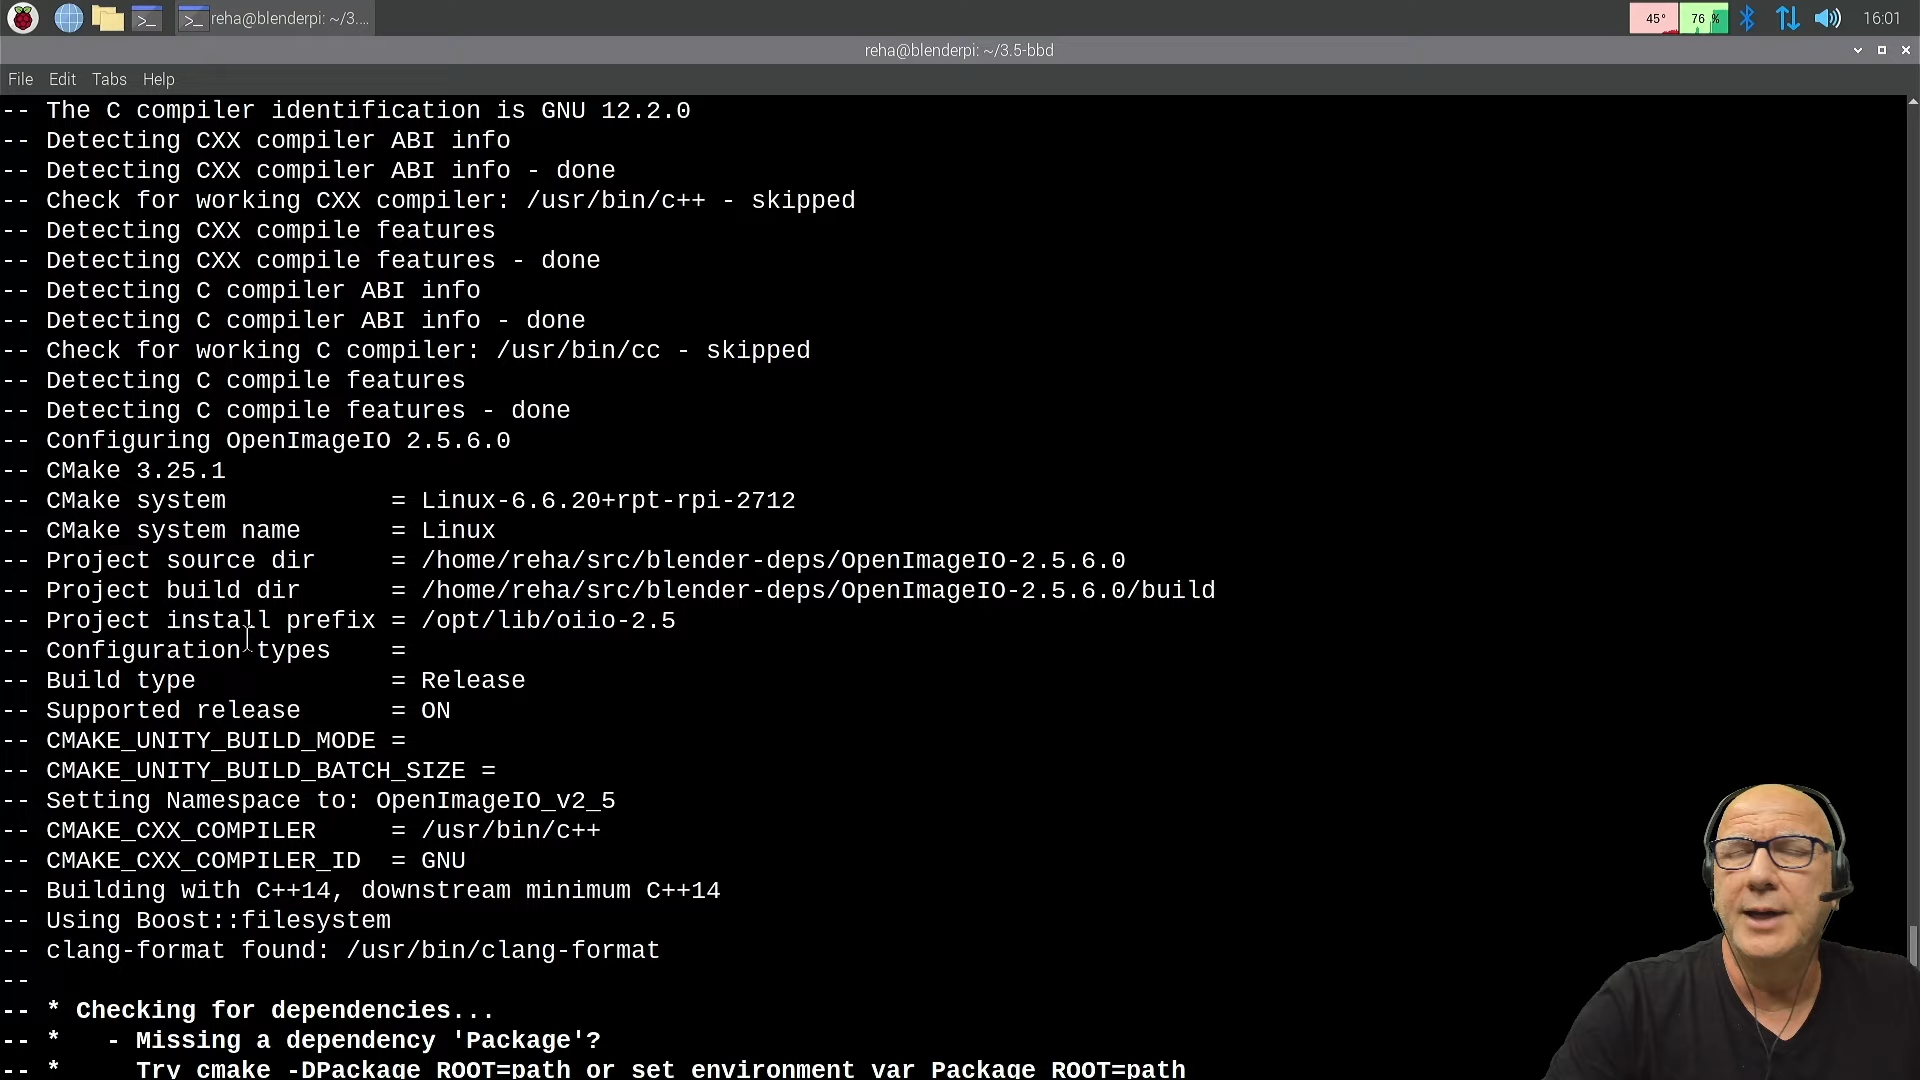 reha@blenderpi: ~/3....
45°
76 %
16:01
reha@blenderpi: ~/3.5-bbd
File Edit Tabs Help
-- The C compiler identification is GNU 12.2.0
-- Detecting CXX compiler ABI info
-- Detecting CXX compiler ABI info - done
-- Check for working CXX compiler: /usr/bin/c++ - skipped
-- Detecting CXX compile features
-- Detecting CXX compile features - done
-- Detecting C compiler ABI info
-- Detecting C compiler ABI info - done
-- Check for working C compiler: /usr/bin/cc - skipped
-- Detecting C compile features
-- Detecting C compile features - done
-- Configuring OpenImageIO 2.5.6.0
-- CMake 3.25.1
-- CMake system           = Linux-6.6.20+rpt-rpi-2712
-- CMake system name      = Linux
-- Project source dir     = /home/reha/src/blender-deps/OpenImageIO-2.5.6.0
-- Project build dir      = /home/reha/src/blender-deps/OpenImageIO-2.5.6.0/build
-- Project install prefix = /opt/lib/oiio-2.5
-- Configuration types    =
-- Build type             = Release
-- Supported release      = ON
-- CMAKE_UNITY_BUILD_MODE =
-- CMAKE_UNITY_BUILD_BATCH_SIZE =
-- Setting Namespace to: OpenImageIO_v2_5
-- CMAKE_CXX_COMPILER     = /usr/bin/c++
-- CMAKE_CXX_COMPILER_ID  = GNU
-- Building with C++14, downstream minimum C++14
-- Using Boost::filesystem
-- clang-format found: /usr/bin/clang-format
--
-- * Checking for dependencies...
-- *   - Missing a dependency 'Package'?
-- *     Try cmake -DPackage_ROOT=path or set environment var Package_ROOT=path